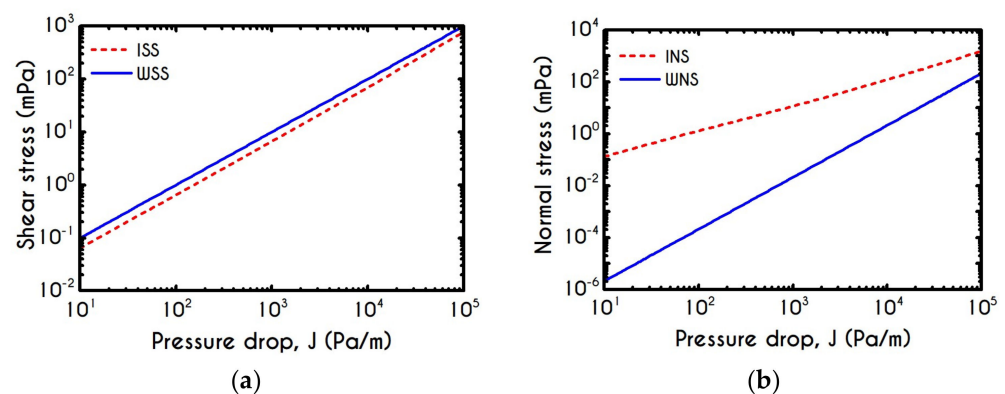 10³
10²
10¹
10⁰
10⁻¹
10⁻²
Shear stress (mPa)
ISS
WSS
10¹ 10² 10³ 10⁴ 10⁵
Pressure drop, J (Pa/m)
(a)
10⁴
10²
10⁰
10⁻²
10⁻⁴
10⁻⁶
Normal stress (mPa)
INS
WNS
10¹ 10² 10³ 10⁴ 10⁵
Pressure drop, J (Pa/m)
(b)